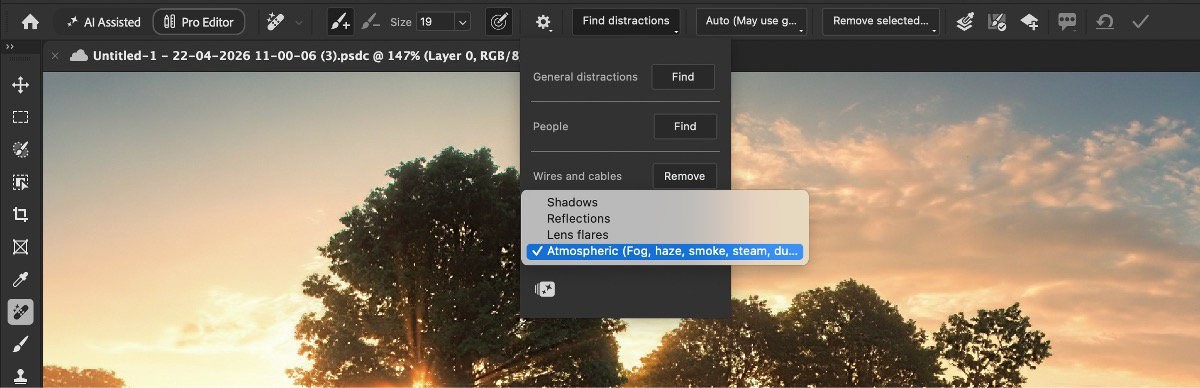 AI Assisted Pro Editor Size 19 Find distractions Auto (May use g... Remove selected...
Untitled-1 – 22-04-2026 11-00-06 (3).psdc @ 147% (Layer 0, RGB/8
General distractions Find
People Find
Wires and cables Remove
Shadows
Reflections
Lens flares
Atmospheric (Fog, haze, smoke, steam, du...